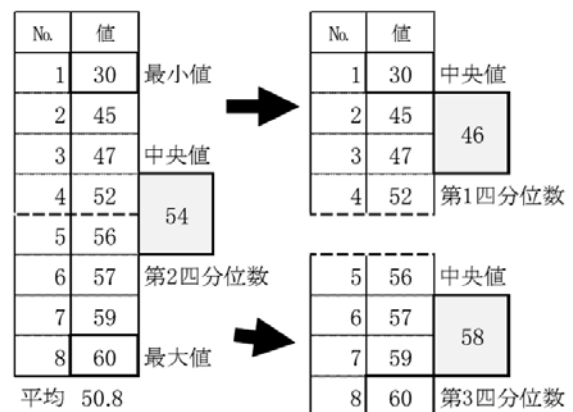 No. 値
1 30 最小値
2 45
3 47 中央値
4 52
54
5 56
6 57 第2四分位数
7 59
8 60 最大値
平均 50.8
No. 値
1 30 中央値
2 45
46
3 47
4 52 第1四分位数
5 56 中央値
6 57
58
7 59
8 60 第3四分位数